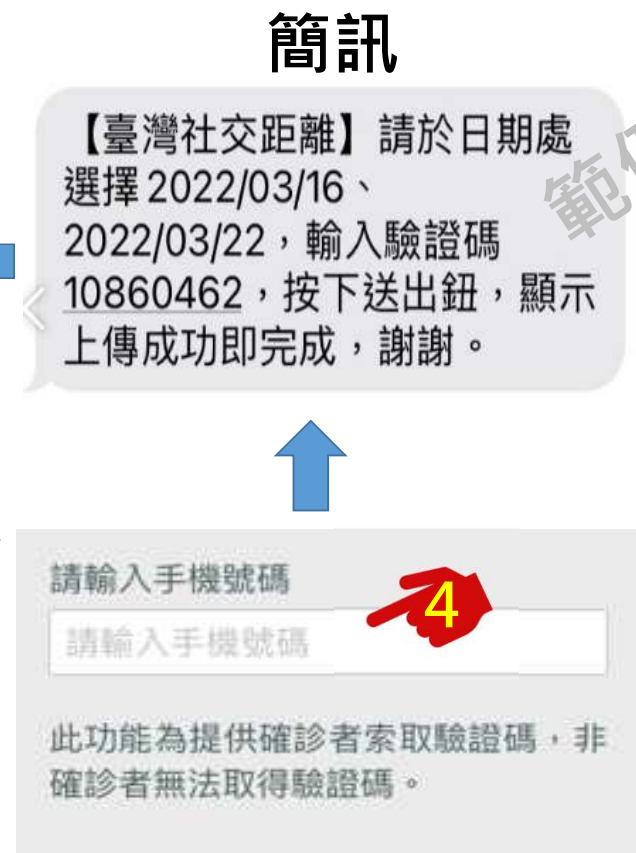 簡訊
【臺灣社交距離】請於日期處
選擇 2022/03/16、
2022/03/22，輸入驗證碼
10860462，按下送出鈕，顯示
上傳成功即完成，謝謝。
請輸入手機號碼
4
請輸入手機號碼
此功能為提供確診者索取驗證碼，非
確診者無法取得驗證碼。